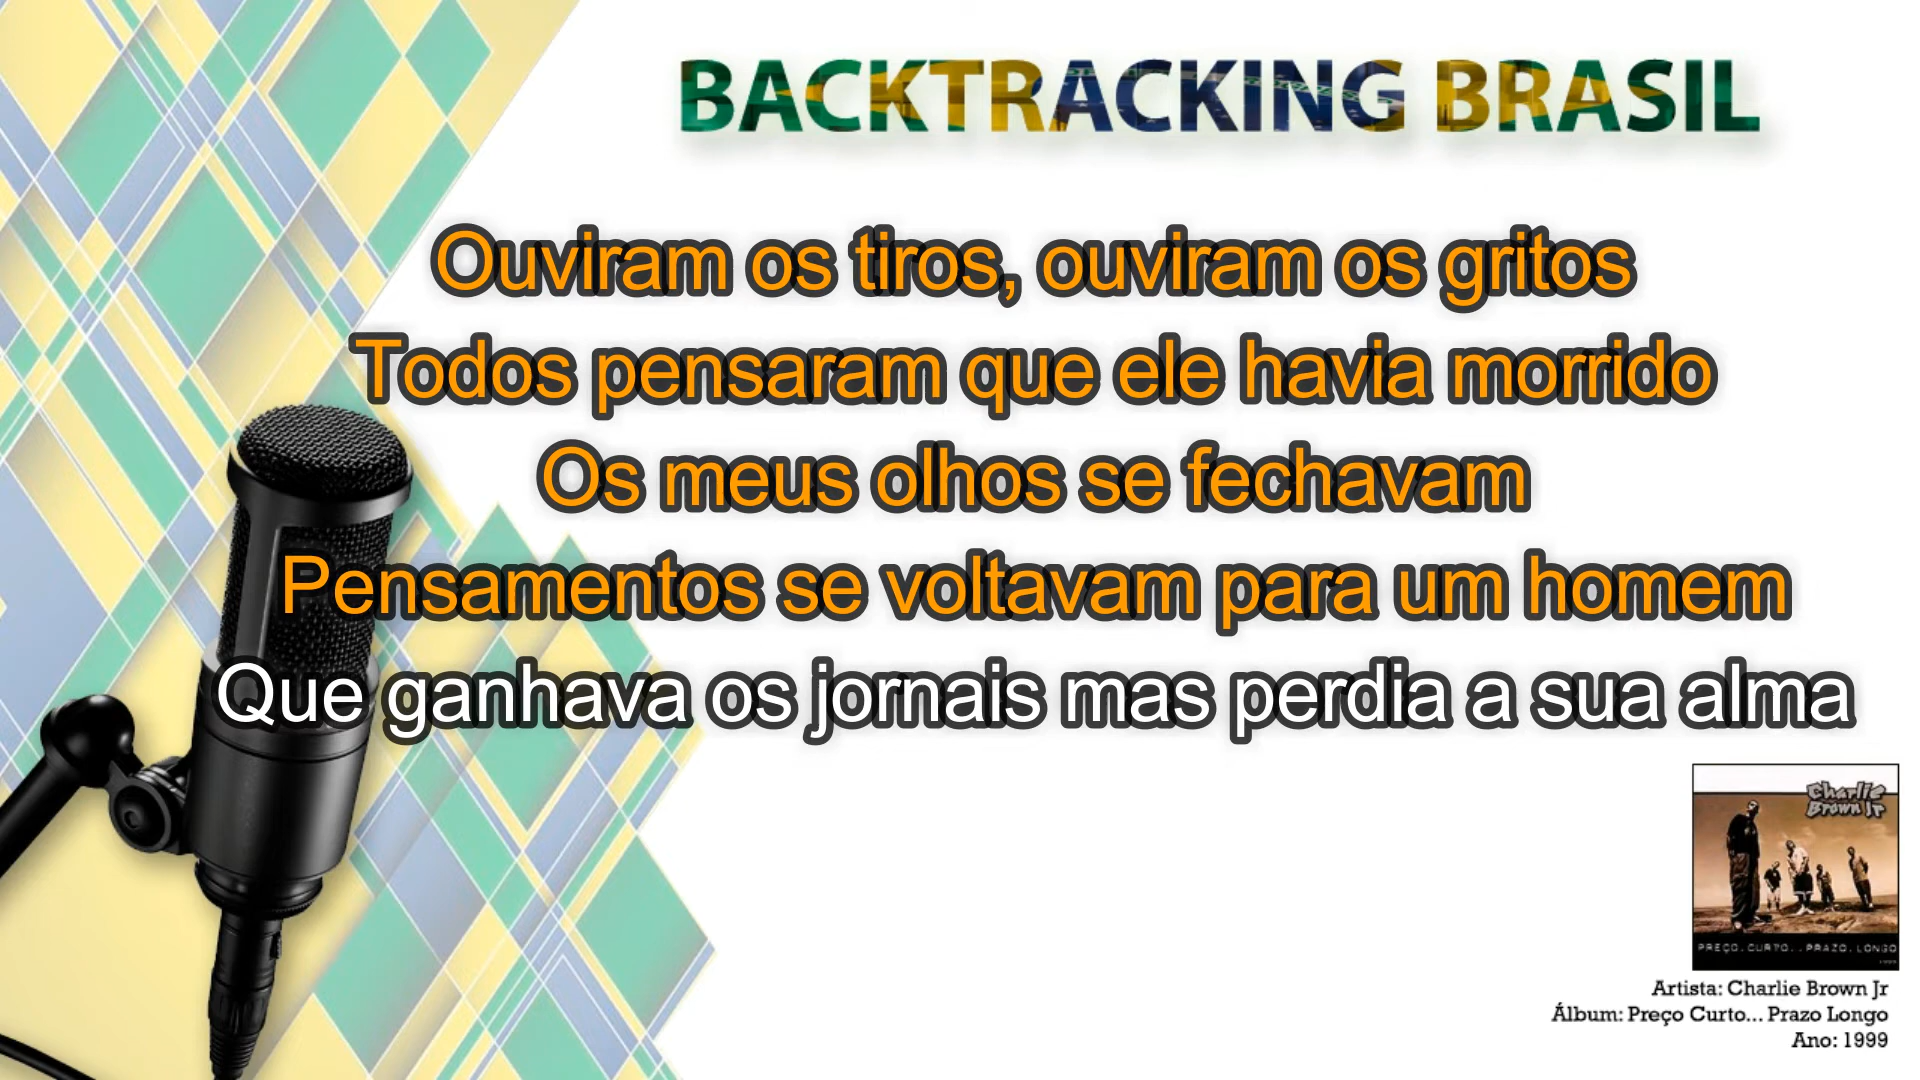 BACKTRACKING BRASIL
Ouviram os tiros, ouviram os gritos
Todos pensaram que ele havia morrido
Os meus olhos se fechavam
Pensamentos se voltavam para um homem
Que ganhava os jornais mas perdia a sua alma
Charlie
Brown Jr
PREÇO. CURTO... PRAZO. LONGO
Artista: Charlie Brown Jr
Álbum: Preço Curto... Prazo Longo
Ano: 1999